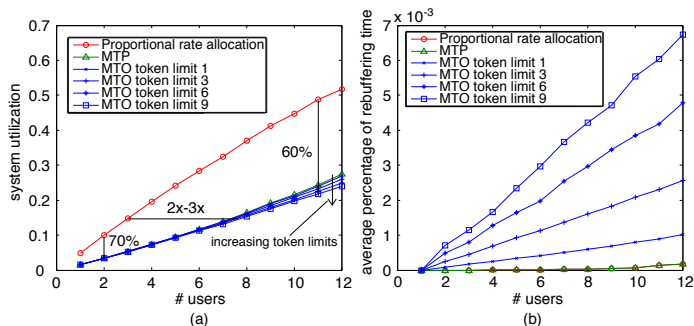 system utilization
0.7
0.6
0.5
0.4
0.3
0.2
0.1
0
0 2 4 6 8 10 12
# users
(a)
Proportional rate allocation
MTP
MTO token limit 1
MTO token limit 3
MTO token limit 6
MTO token limit 9
60%
2x-3x
70%
increasing token limits
average percentage of rebuffering time
x 10^-3
7
6
5
4
3
2
1
0
0 2 4 6 8 10 12
# users
(b)
Proportional rate allocation
MTP
MTO token limit 1
MTO token limit 3
MTO token limit 6
MTO token limit 9